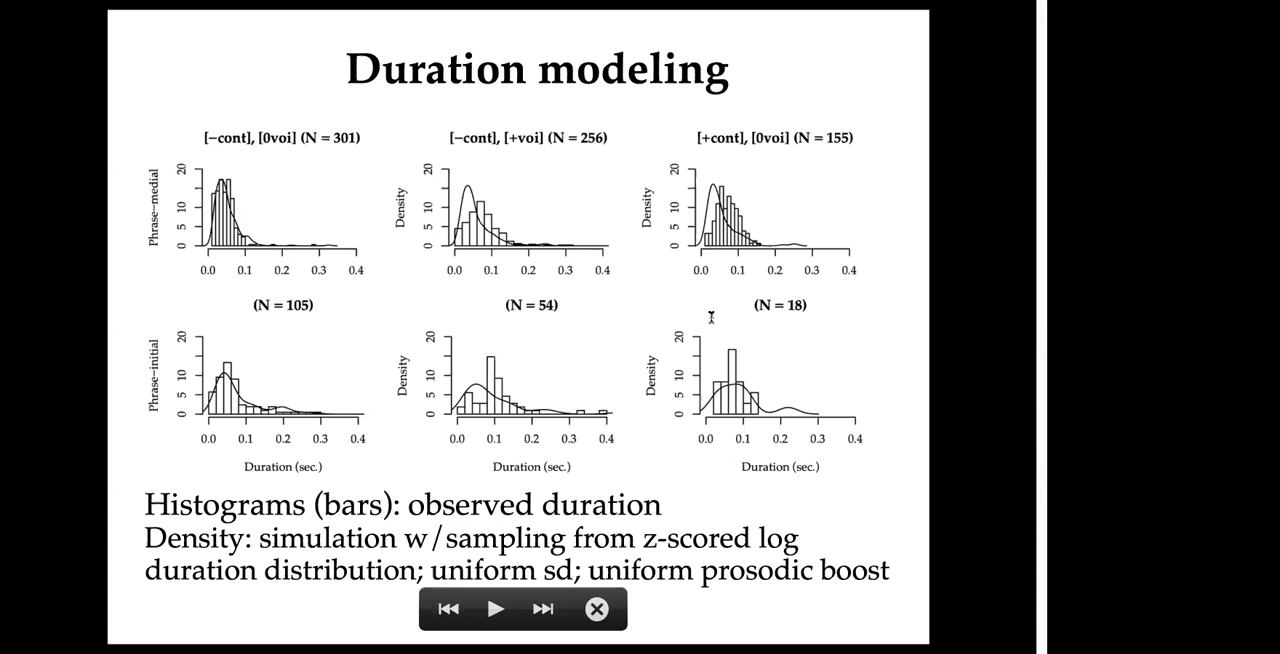 Duration modeling
[−cont], [0voi] (N = 301)
[−cont], [+voi] (N = 256)
[+cont], [0voi] (N = 155)
Phrase−medial
20
10
5
0
0.0 0.1 0.2 0.3 0.4
Density
20
10
5
0
0.0 0.1 0.2 0.3 0.4
Density
20
10
5
0
0.0 0.1 0.2 0.3 0.4
(N = 105)
(N = 54)
(N = 18)
Phrase−initial
20
10
5
0
0.0 0.1 0.2 0.3 0.4
Duration (sec.)
Density
20
10
5
0
0.0 0.1 0.2 0.3 0.4
Duration (sec.)
Density
20
10
5
0
0.0 0.1 0.2 0.3 0.4
Duration (sec.)
Histograms (bars): observed duration
Density: simulation w/sampling from z-scored log
duration distribution; uniform sd; uniform prosodic boost